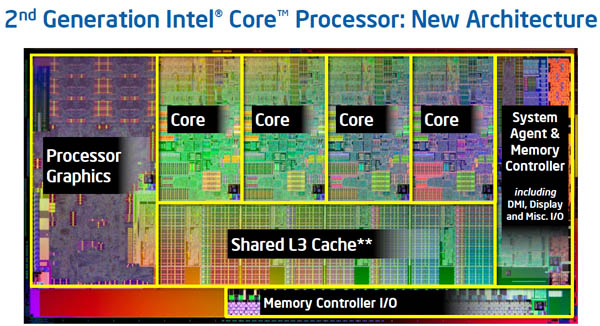 2nd Generation Intel® Core™ Processor: New Architecture
Processor
Graphics
Core
Core
Core
Core
System
Agent &
Memory
Controller
including
DMI, Display
and Misc. I/O
Shared L3 Cache**
Memory Controller I/O